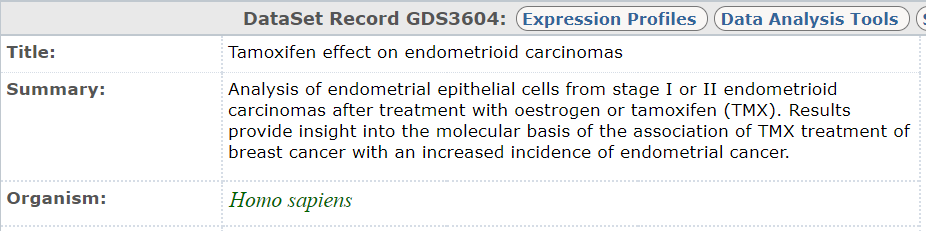 DataSet Record GDS3604: Expression Profiles Data Analysis Tools
Title: Tamoxifen effect on endometrioid carcinomas
Summary: Analysis of endometrial epithelial cells from stage I or II endometrioid
carcinomas after treatment with oestrogen or tamoxifen (TMX). Results
provide insight into the molecular basis of the association of TMX treatment of
breast cancer with an increased incidence of endometrial cancer.
Organism: Homo sapiens